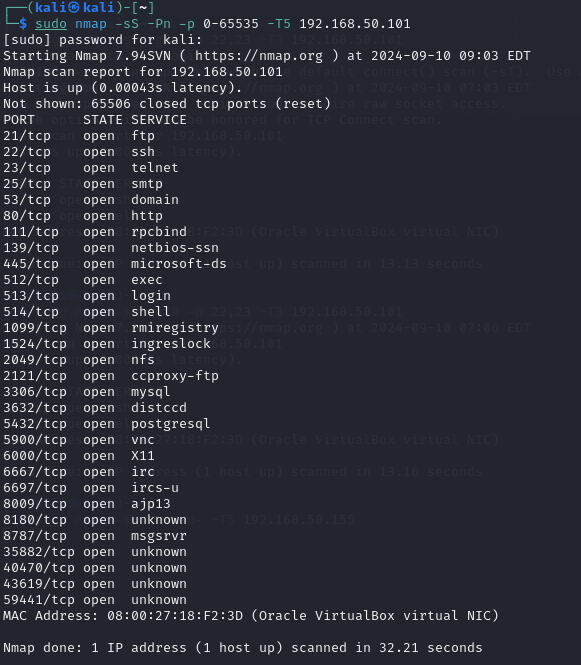 ┌──(kali㉿kali)-[~]
└─$ sudo nmap -sS -Pn -p 0-65535 -T5 192.168.50.101
[sudo] password for kali:
Starting Nmap 7.94SVN ( https://nmap.org ) at 2024-09-10 09:03 EDT
Nmap scan report for 192.168.50.101
Host is up (0.00043s latency).
Not shown: 65506 closed tcp ports (reset)
PORT      STATE SERVICE
21/tcp    open  ftp
22/tcp    open  ssh
23/tcp    open  telnet
25/tcp    open  smtp
53/tcp    open  domain
80/tcp    open  http
111/tcp   open  rpcbind
139/tcp   open  netbios-ssn
445/tcp   open  microsoft-ds
512/tcp   open  exec
513/tcp   open  login
514/tcp   open  shell
1099/tcp  open  rmiregistry
1524/tcp  open  ingreslock
2049/tcp  open  nfs
2121/tcp  open  ccproxy-ftp
3306/tcp  open  mysql
3632/tcp  open  distccd
5432/tcp  open  postgresql
5900/tcp  open  vnc
6000/tcp  open  X11
6667/tcp  open  irc
6697/tcp  open  ircs-u
8009/tcp  open  ajp13
8180/tcp  open  unknown
8787/tcp  open  msgsrvr
35882/tcp open  unknown
40470/tcp open  unknown
43619/tcp open  unknown
59441/tcp open  unknown
MAC Address: 08:00:27:18:F2:3D (Oracle VirtualBox virtual NIC)
Nmap done: 1 IP address (1 host up) scanned in 32.21 seconds